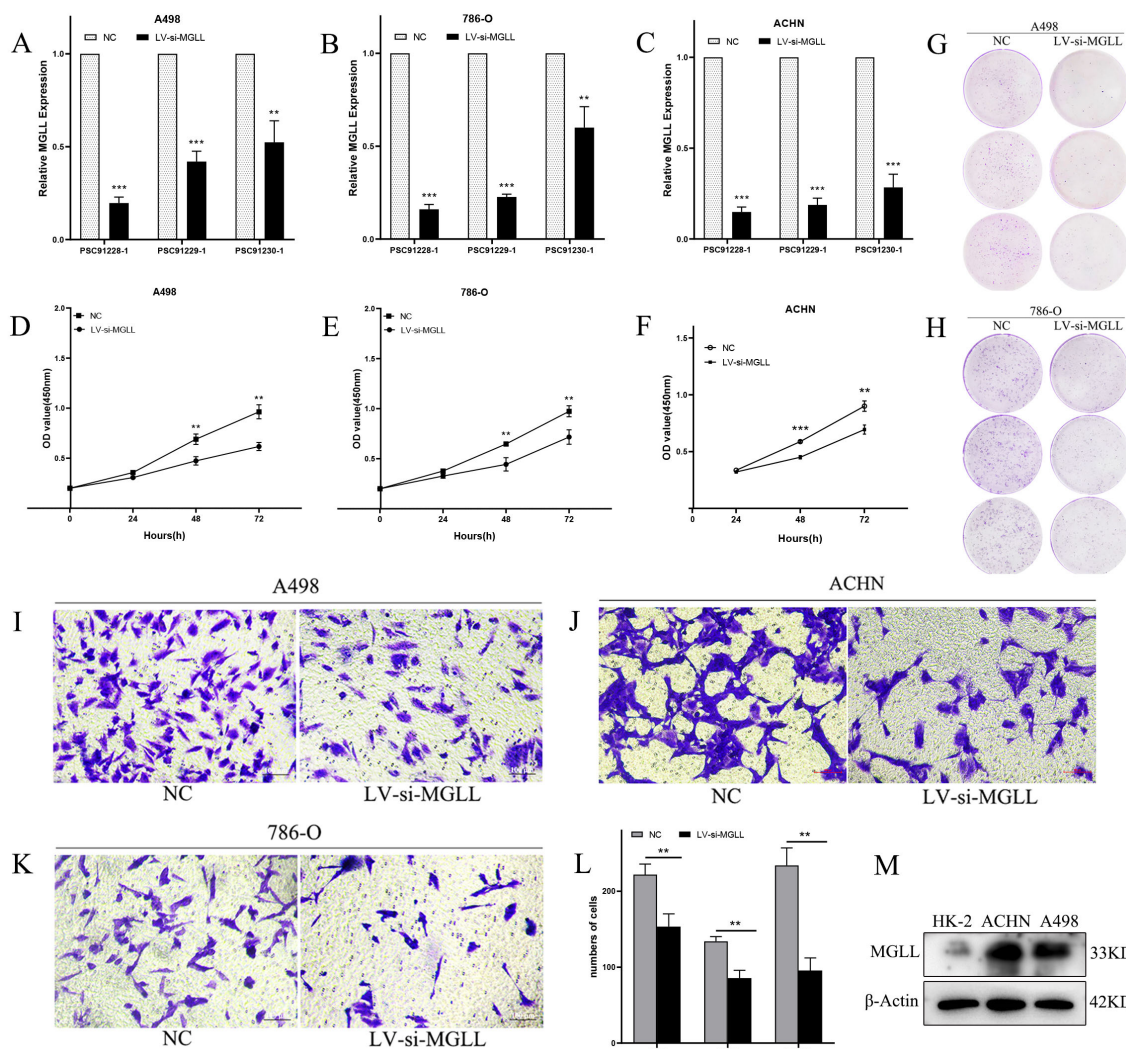 A
A498
NC
LV-si-MGLL
Relative MGLL Expression
1.0
0.5
0.0
***
***
**
PSC91228-1
PSC91229-1
PSC91230-1
B
786-O
NC
LV-si-MGLL
Relative MGLL Expression
1.0
0.5
0.0
***
***
**
PSC91228-1
PSC91229-1
PSC91230-1
C
ACHN
NC
LV-si-MGLL
Relative MGLL Expression
1.0
0.5
0.0
***
***
***
PSC91228-1
PSC91229-1
PSC91230-1
G
A498
NC
LV-si-MGLL
D
A498
NC
LV-si-MGLL
OD value(450nm)
2.0
1.5
1.0
0.5
**
**
0
24
48
72
Hours(h)
E
786-O
NC
LV-si-MGLL
OD value(450nm)
2.0
1.5
1.0
0.5
**
**
0
24
48
72
Hours(h)
F
ACHN
NC
LV-si-MGLL
OD value(450nm)
1.5
1.0
0.5
***
**
0
24
48
72
Hours(h)
H
786-O
NC
LV-si-MGLL
I
A498
NC
LV-si-MGLL
J
ACHN
NC
LV-si-MGLL
K
786-O
NC
LV-si-MGLL
L
NC
LV-si-MGLL
numbers of cells
200
100
0
**
**
**
M
HK-2 ACHN A498
MGLL
33KD
β-Actin
42KD